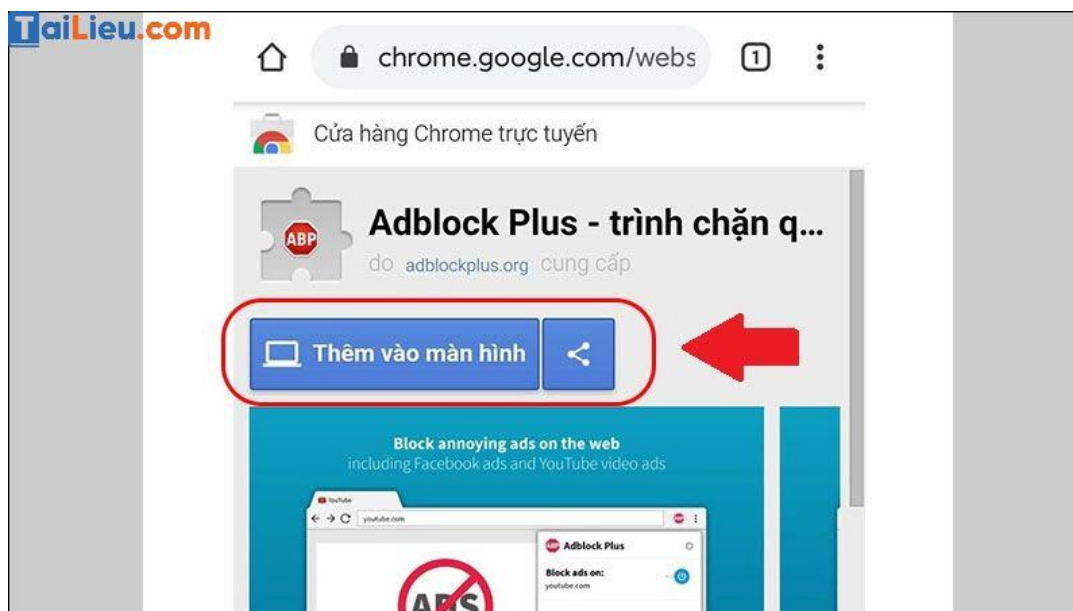 TaiLieu.com
chrome.google.com/webs
1
Cửa hàng Chrome trực tuyến
Adblock Plus - trình chặn q...
ABP
do adblockplus.org cung cấp
Thêm vào màn hình
Block annoying ads on the web
including Facebook ads and YouTube video ads
YouTube
youtube.com
Adblock Plus
Block ads on:
youtube.com
ADS